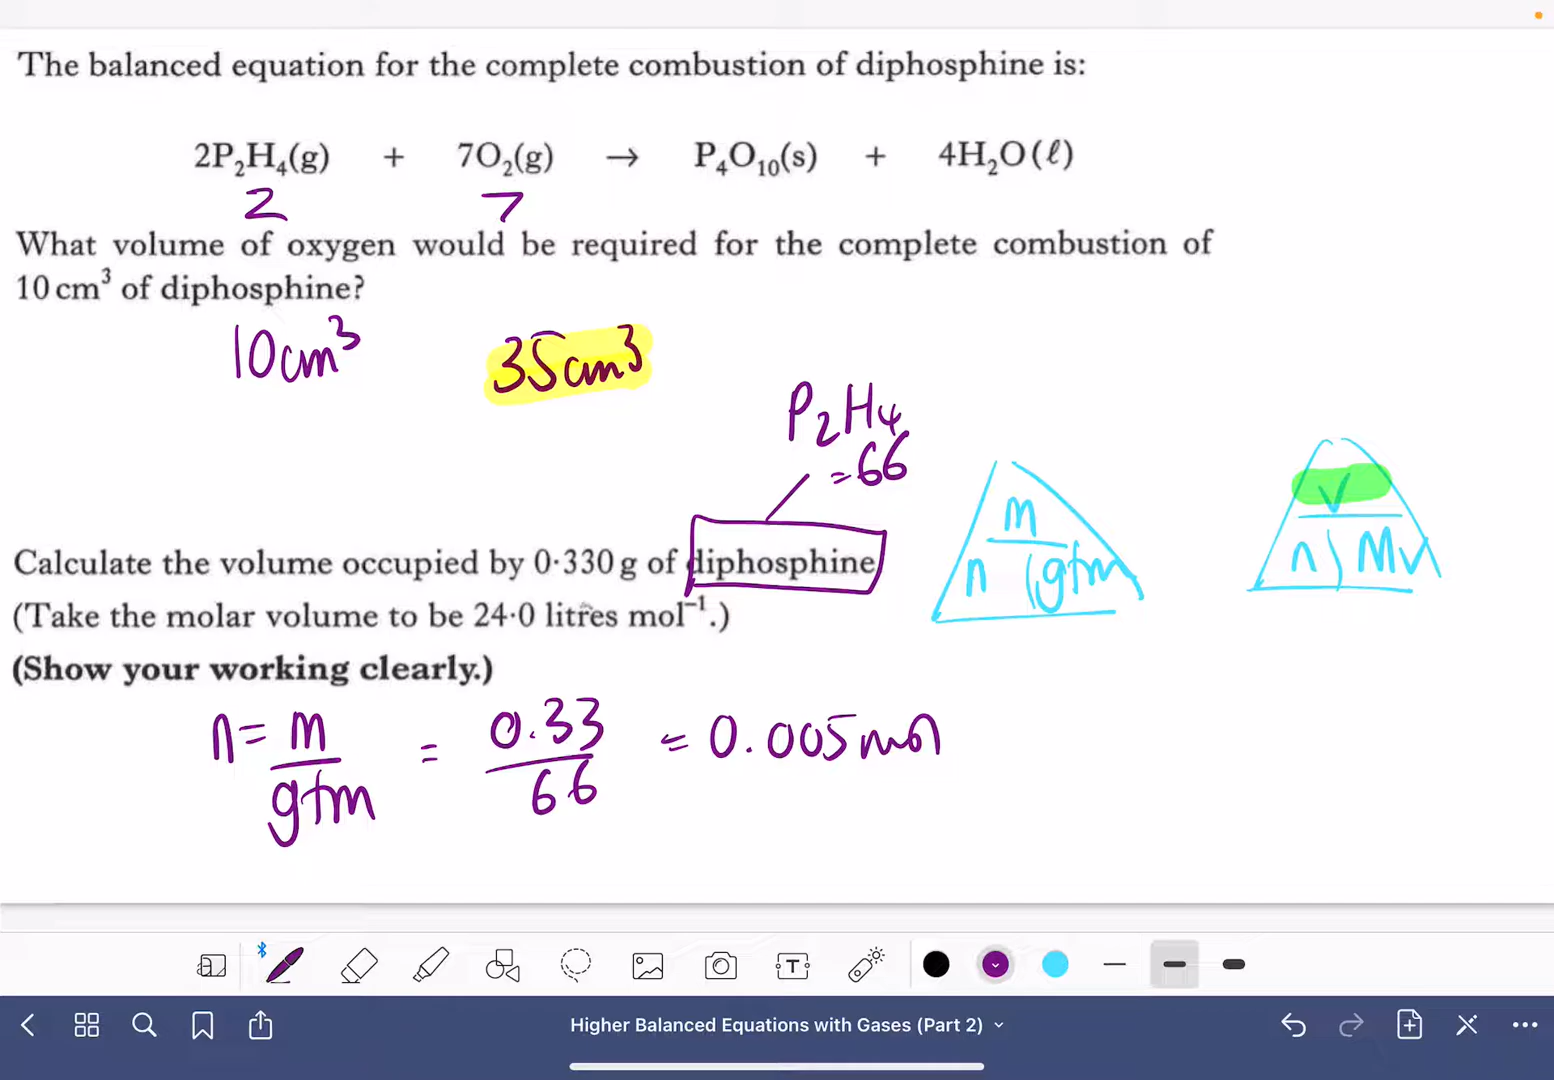 The balanced equation for the complete combustion of diphosphine is:
2P₂H₄(g) + 7O₂(g) → P₄O₁₀(s) + 4H₂O(ℓ)
2 7
What volume of oxygen would be required for the complete combustion of
10 cm³ of diphosphine?
10cm³ 35cm³
P₂H₄
=66
m
n gfm
V
n Mv
Calculate the volume occupied by 0·330 g of diphosphine
(Take the molar volume to be 24·0 litres mol⁻¹.)
(Show your working clearly.)
n = m/gfm = 0.33/66 = 0.005mol
T
Higher Balanced Equations with Gases (Part 2)